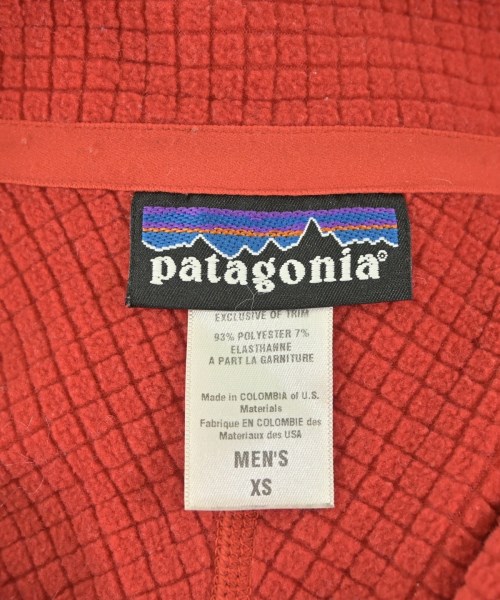 patagonia®
EXCLUSIVE OF TRIM
93% POLYESTER 7%
ELASTHANNE
A PART LA GARNITURE
Made in COLOMBIA of U.S.
Materials
Fabrique EN COLOMBIE des
Materiaux des USA
MEN'S
XS